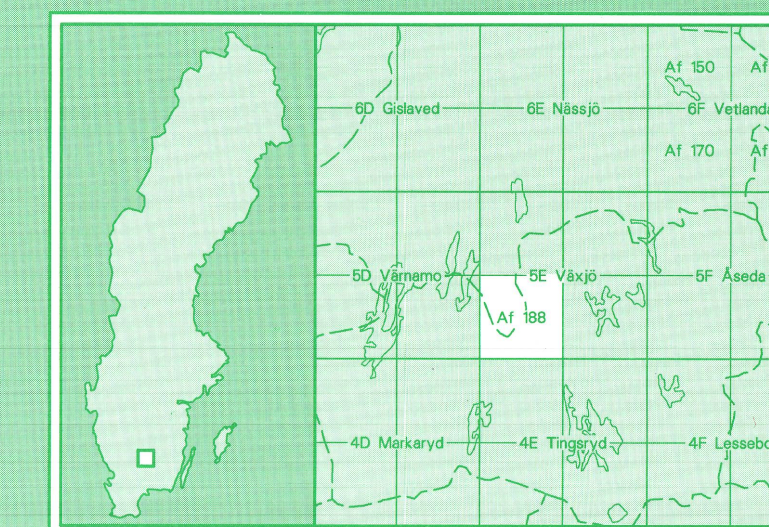 Af 150 Af
6D Gislaved 6E Nässjö 6F Vetlanda
Af 170 Af
5D Värnamo 5E Växjö 5F Åseda
Af 188
4D Markaryd 4E Tingsryd 4F Lessebo